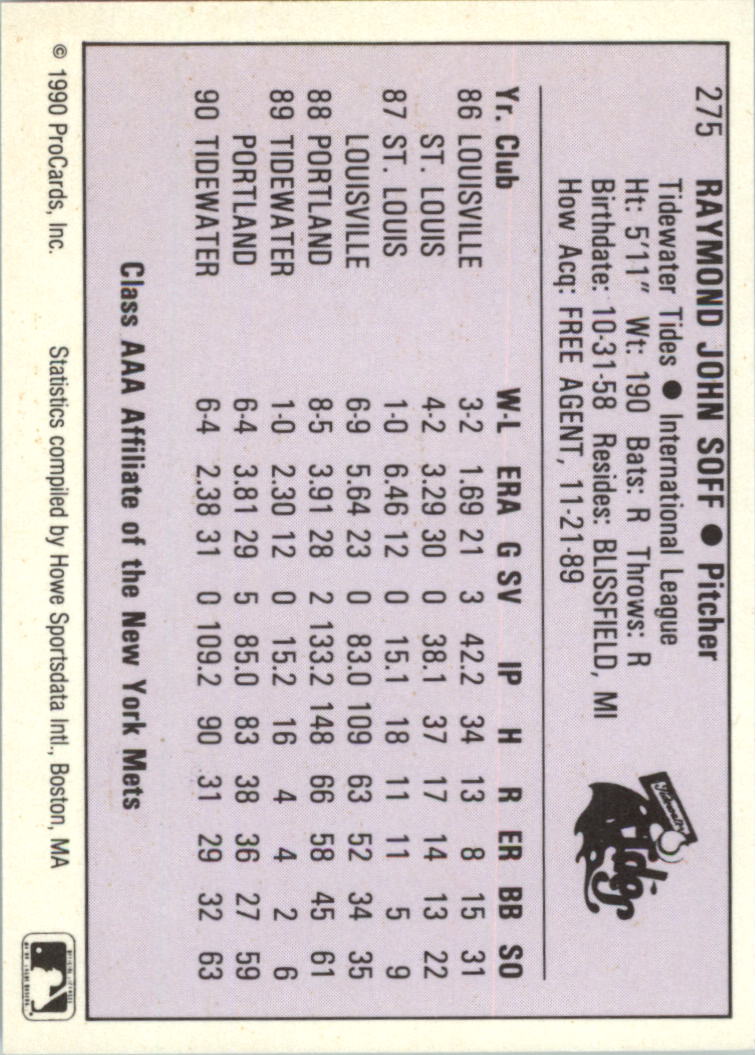 275 RAYMOND JOHN SOFF ● Pitcher
Tidewater Tides ● International League
Ht: 5'11" Wt: 190 Bats: R Throws: R
Birthdate: 10-31-58 Resides: BLISSFIELD, MI
How Acq: FREE AGENT, 11-21-89
Tidewater
Tides
Yr. Club W-L ERA G SV IP H R ER BB SO
86 LOUISVILLE 3-2 1.69 21 3 42.2 34 13 8 15 31
ST. LOUIS 4-2 3.29 30 0 38.1 37 17 14 13 22
87 ST. LOUIS 1-0 6.46 12 0 15.1 18 11 11 5 9
LOUISVILLE 6-9 5.64 23 0 83.0 109 63 52 34 35
88 PORTLAND 8-5 3.91 28 2 133.2 148 66 58 45 61
89 TIDEWATER 1-0 2.30 12 0 15.2 16 4 4 2 6
PORTLAND 6-4 3.81 29 5 85.0 83 38 36 27 59
90 TIDEWATER 6-4 2.38 31 0 109.2 90 31 29 32 63
Class AAA Affiliate of the New York Mets
© 1990 ProCards, Inc. Statistics compiled by Howe Sportsdata Intl., Boston, MA